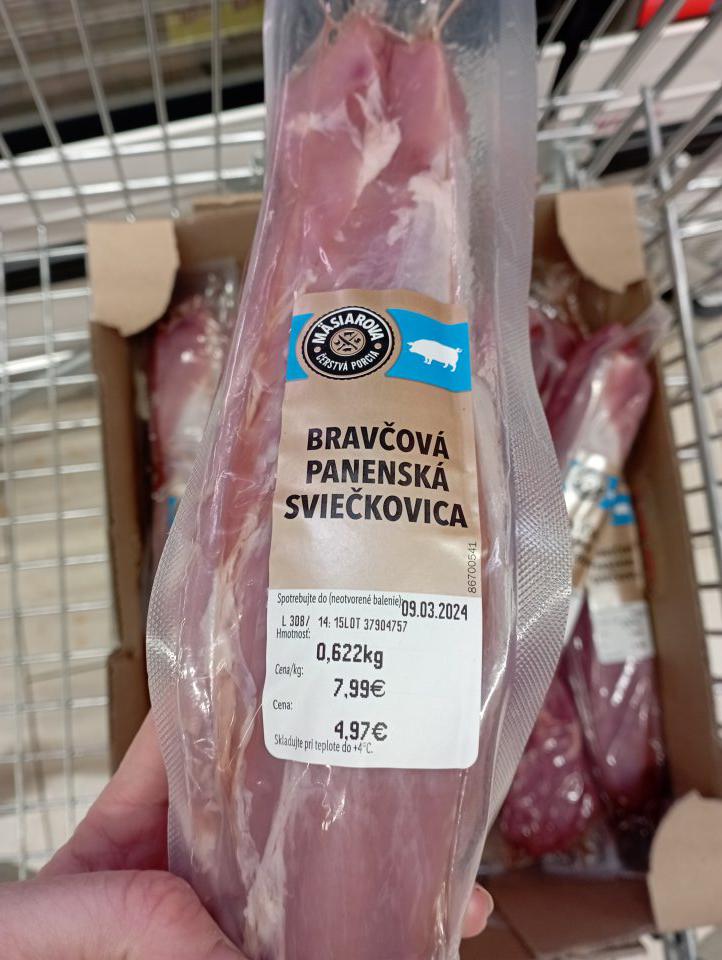 MÄSIAROVA
ČERSTVÁ PORCIA
BRAVČOVÁ
PANENSKÁ
SVIEČKOVICA
86700541
Spotrebujte do (neotvorené balenie): 09.03.2024
L 308/ 14:15LOT 37904757
Hmotnosť:
0,622kg
Cena/kg:
7,99€
Cena:
4,97€
Skladujte pri teplote do +4°C.